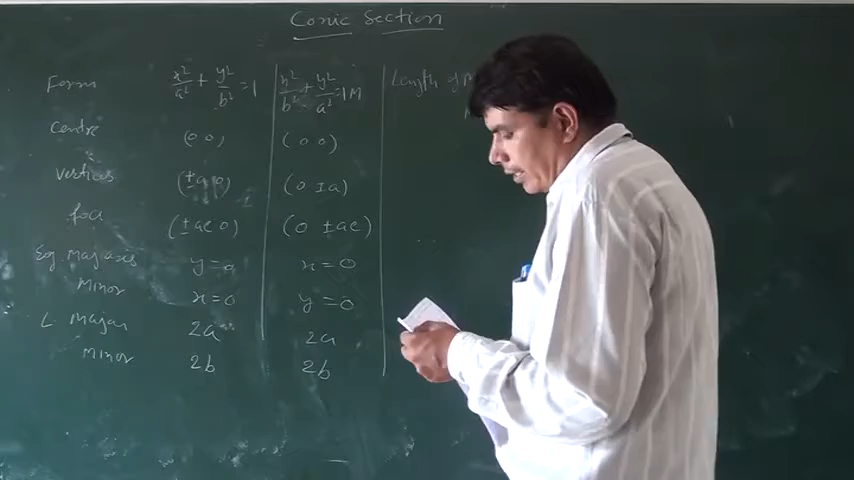 Conic Section
Form x²/a² + y²/b² = 1 x²/b² + y²/a² = 1 M Length of M
Centre (0 0) (0 0)
Vertices (±a 0) (0 ±a)
foci (±ae 0) (0 ±ae)
Eq. maj axes y = 0 x = 0
Minor x = 0 y = 0
L Major 2a 2a
Minor 2b 2b